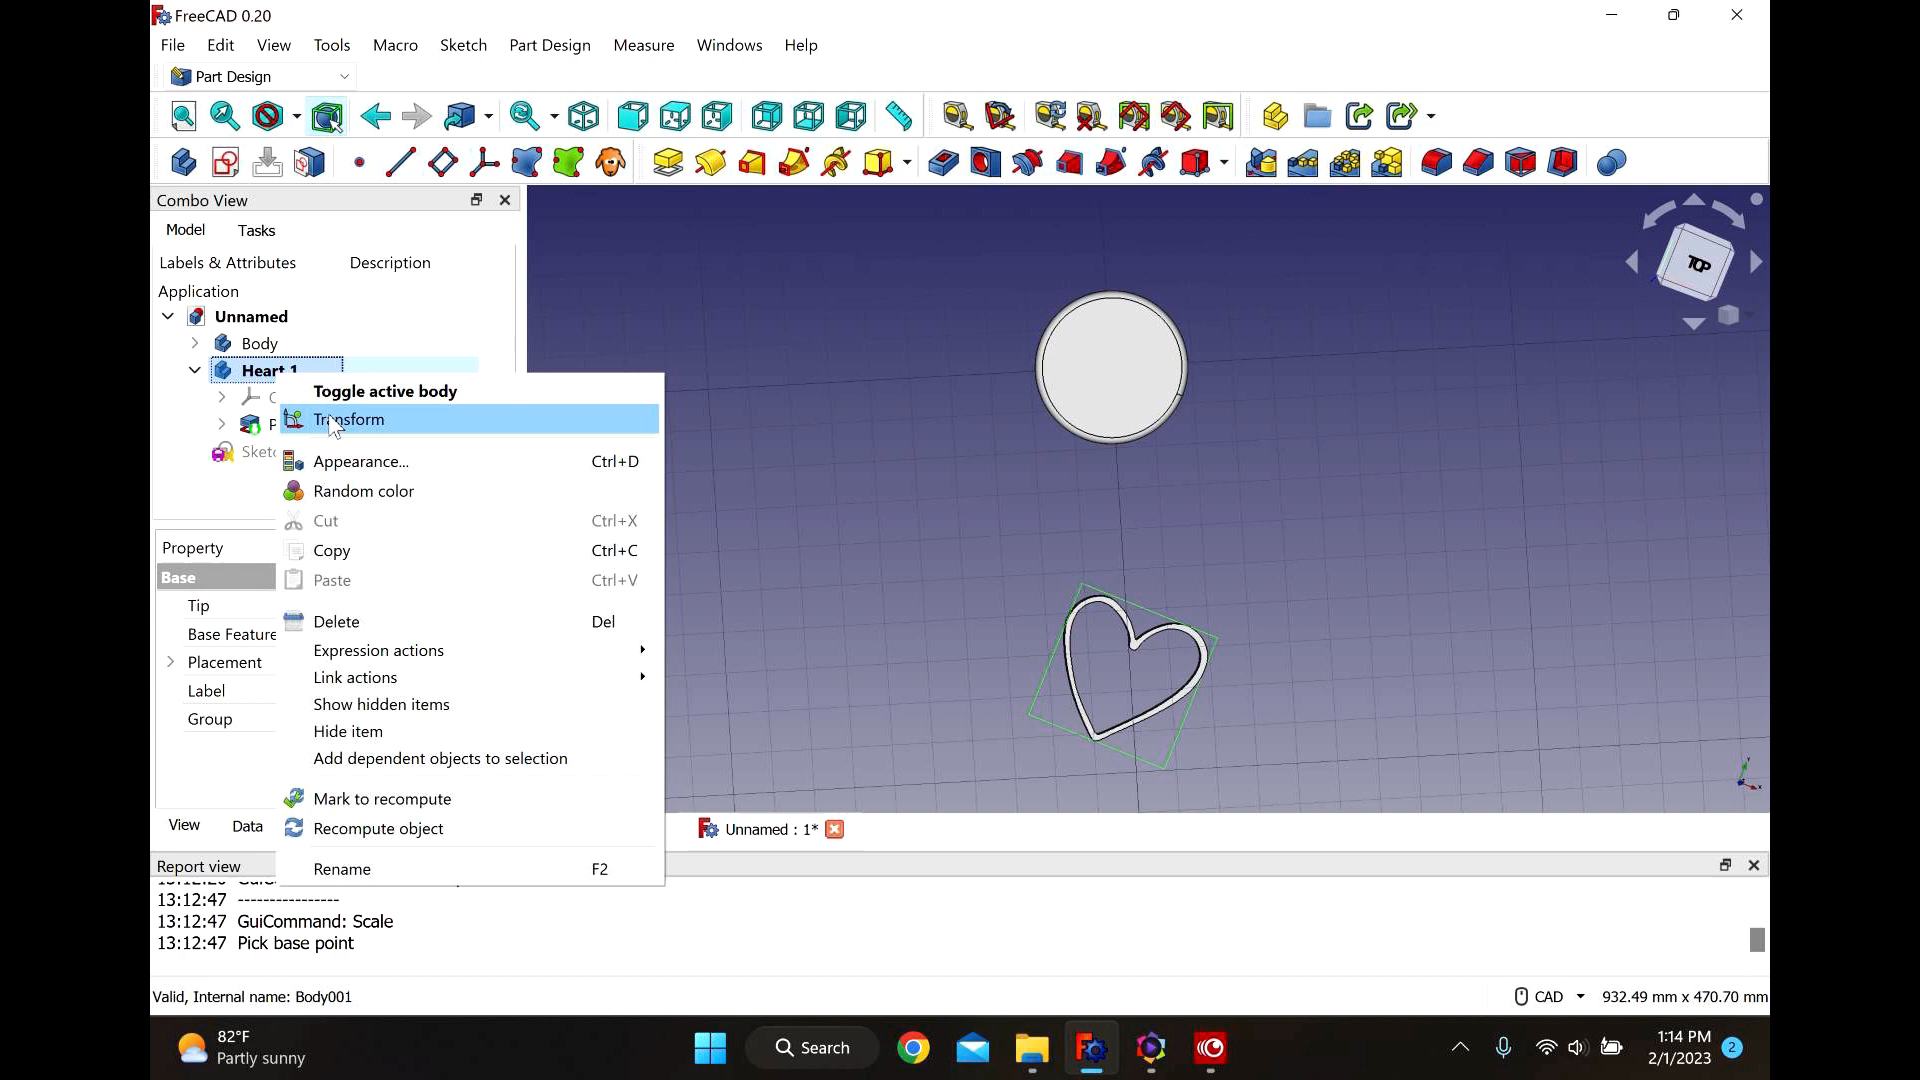 FreeCAD 0.20
File Edit View Tools Macro Sketch Part Design Measure Windows Help
Part Design
Combo View
Model Tasks
Labels & Attributes Description
Application
Unnamed
Body
Heart 1
Toggle active body
Transform
Appearance... Ctrl+D
Random color
Cut Ctrl+X
Copy Ctrl+C
Paste Ctrl+V
Delete Del
Expression actions
Link actions
Show hidden items
Hide item
Add dependent objects to selection
Mark to recompute
Recompute object
Rename F2
Property
Base
Tip
Base Feature
Placement
Label
Group
View Data
TOP
Unnamed : 1*
Report view
13:12:47 ----------------
13:12:47 GuiCommand: Scale
13:12:47 Pick base point
Valid, Internal name: Body001
CAD 932.49 mm x 470.70 mm
82°F
Partly sunny
Search
1:14 PM
2/1/2023
2